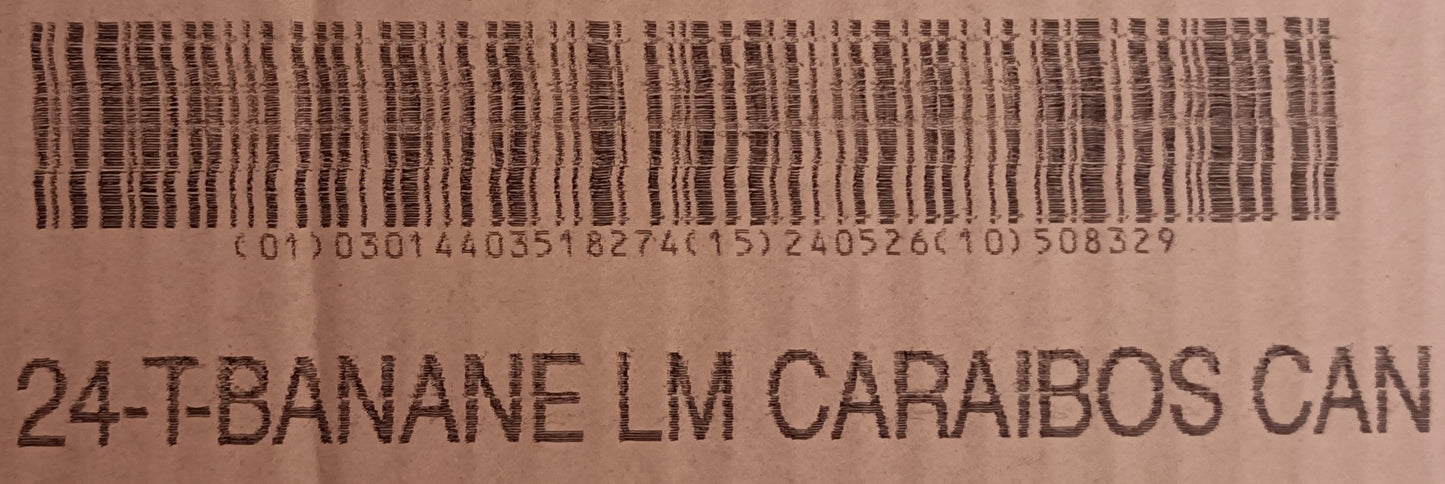 (01)03014403518274(15)240526(10)508329
24-T-BANANE LM CARAIBOS CAN